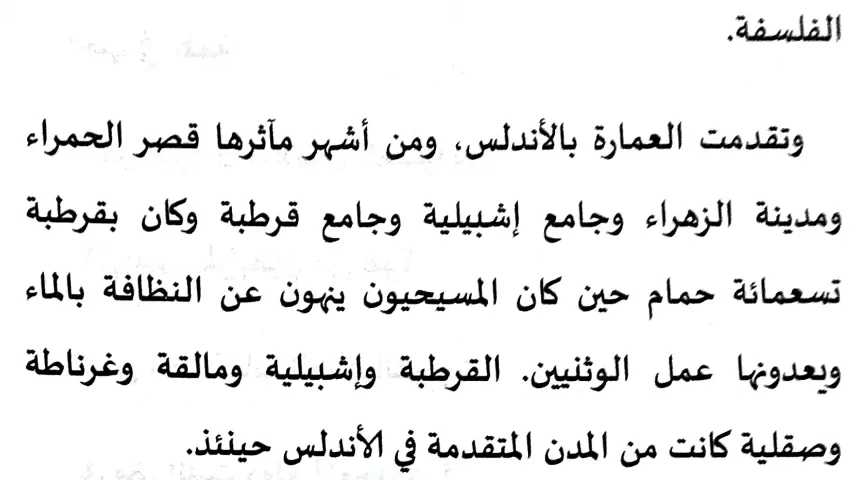 الفلسفة.
وتقدمت العمارة بالأندلس، ومن أشهر مآثرها قصر الحمراء
ومدينة الزهراء وجامع إشبيلية وجامع قرطبة وكان بقرطبة
تسعمائة حمام حين كان المسيحيون ينهون عن النظافة بالماء
ويعدونها عمل الوثنيين. القرطبة وإشبيلية ومالقة وغرناطة
وصقلية كانت من المدن المتقدمة في الأندلس حينئذ.